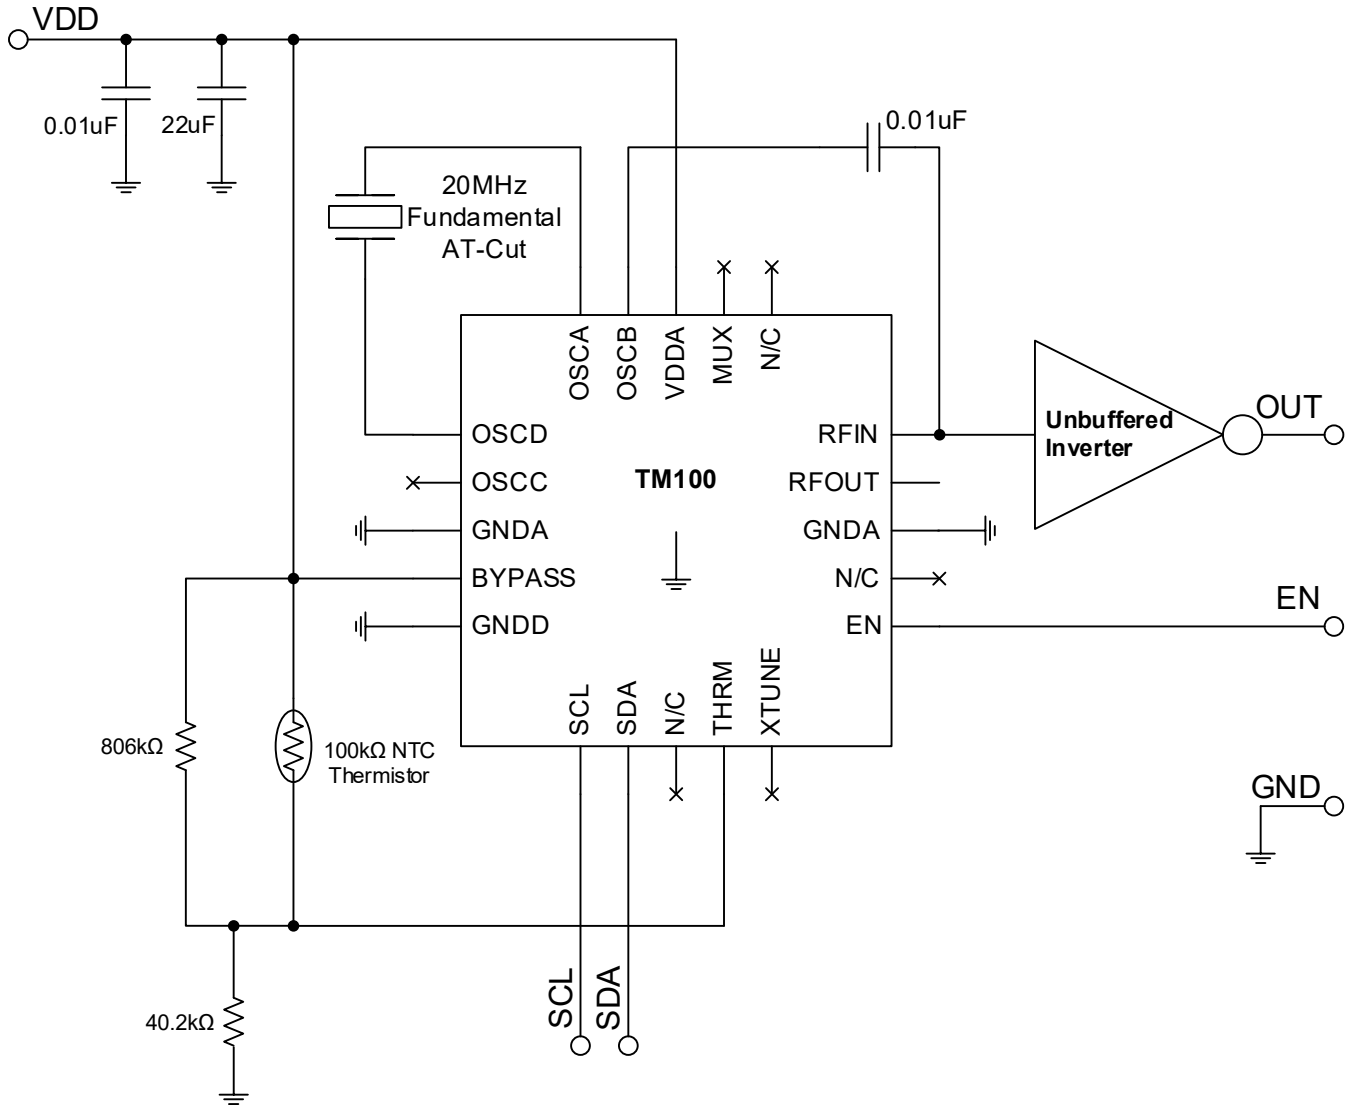 VDD
0.01uF
22uF
0.01uF
20MHz
Fundamental
AT-Cut
OSCA
OSCB
VDDA
MUX
N/C
OSCD
OSCC
GNDA
BYPASS
GNDD
TM100
RFIN
RFOUT
GNDA
N/C
EN
Unbuffered
Inverter
OUT
EN
SCL
SDA
N/C
THRM
XTUNE
806kΩ
100kΩ NTC
Thermistor
GND
SCL
SDA
40.2kΩ